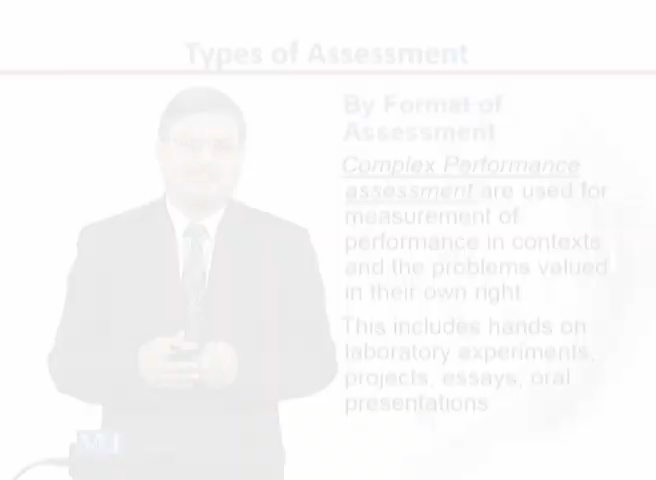 Types of Assessment
By Format of
Assessment
Complex Performance
assessment are used for
measurement of
performance in contexts
and the problems valued
in their own right
This includes hands on
laboratory experiments,
projects, essays, oral
presentations